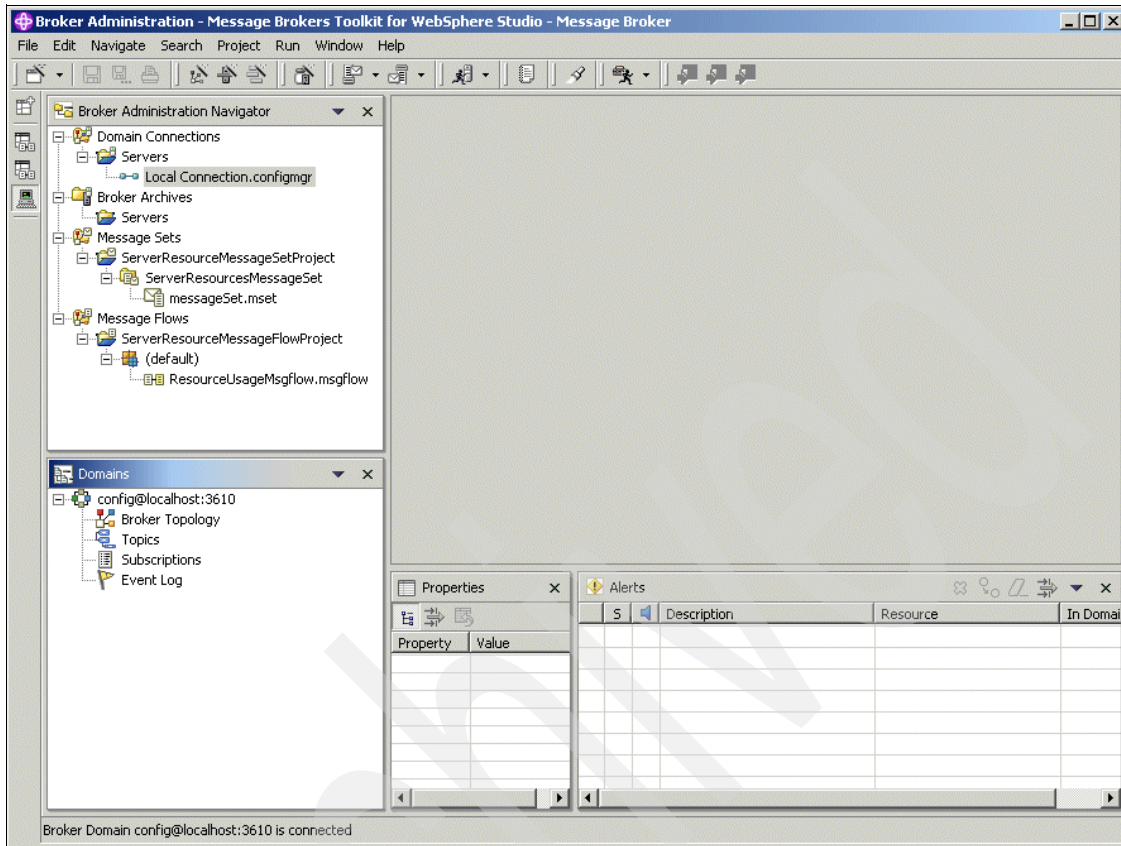 Broker Administration - Message Brokers Toolkit for WebSphere Studio - Message Broker
File Edit Navigate Search Project Run Window Help
Broker Administration Navigator
Domain Connections
Servers
Local Connection.configmgr
Broker Archives
Servers
Message Sets
ServerResourceMessageSetProject
ServerResourcesMessageSet
messageSet.mset
Message Flows
ServerResourceMessageFlowProject
(default)
ResourceUsageMsgflow.msgflow
Domains
config@localhost:3610
Broker Topology
Topics
Subscriptions
Event Log
Properties
Property Value
Alerts
S Description Resource In Domai
Broker Domain config@localhost:3610 is connected